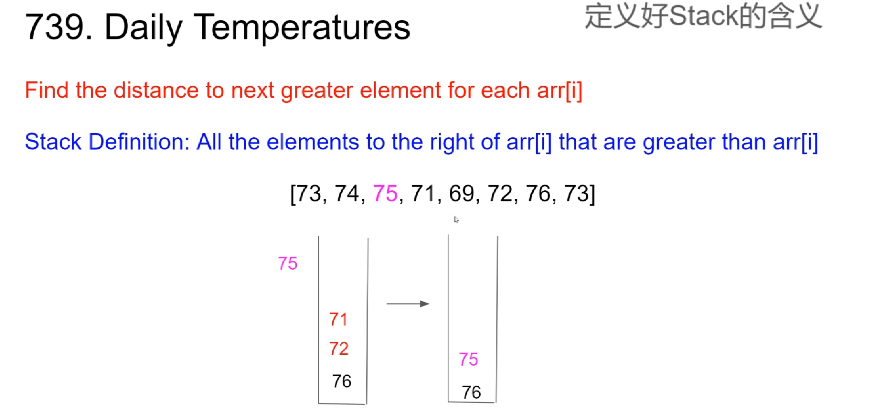 739. Daily Temperatures
定义好Stack的含义
Find the distance to next greater element for each arr[i]
Stack Definition: All the elements to the right of arr[i] that are greater than arr[i]
[73, 74, 75, 71, 69, 72, 76, 73]
75
71
72
76
75
76